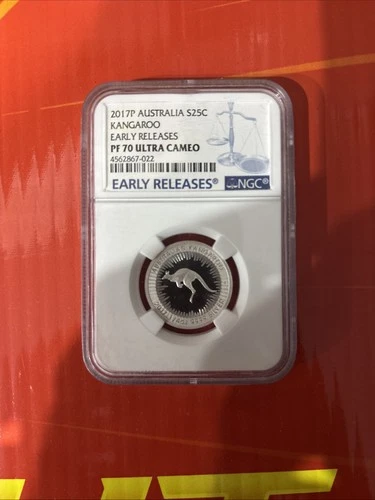 2017P AUSTRALIA S25C
KANGAROO
EARLY RELEASES
PF 70 ULTRA CAMEO
4562867-022
EARLY RELEASES®
NGC®